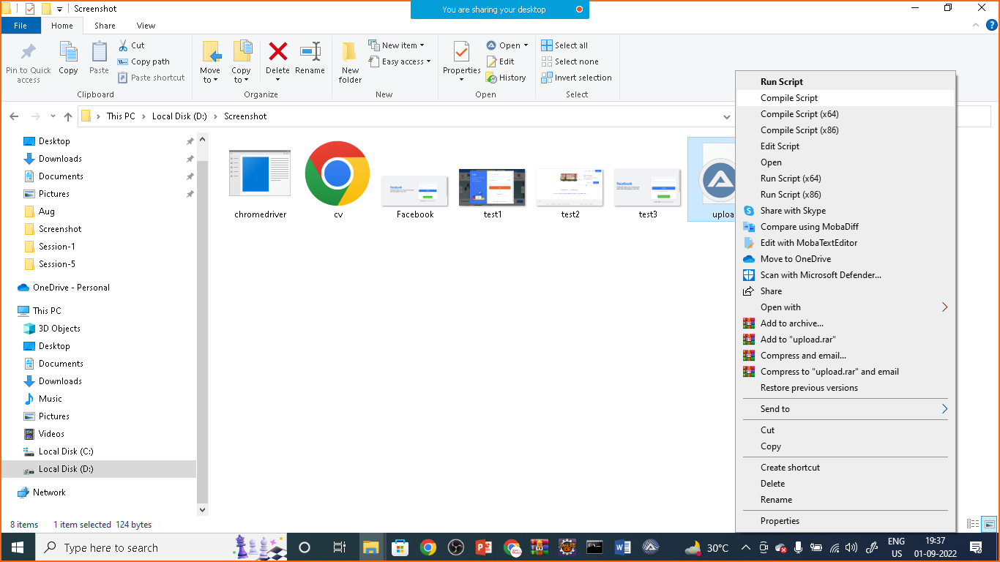 Screenshot
You are sharing your desktop
File
Home
Share
View
Pin to Quick access
Copy
Paste
Cut
Copy path
Paste shortcut
Clipboard
Move to
Copy to
Delete
Rename
Organize
New folder
New item
Easy access
New
Properties
Open
Edit
History
Open
Select all
Select none
Invert selection
Select
This PC
Local Disk (D:)
Screenshot
Desktop
Downloads
Documents
Pictures
Aug
Screenshot
Session-1
Session-5
OneDrive - Personal
This PC
3D Objects
Desktop
Documents
Downloads
Music
Pictures
Videos
Local Disk (C:)
Local Disk (D:)
Network
chromedriver
cv
facebook
Facebook
test1
test2
facebook
test3
uploa
Run Script
Compile Script
Compile Script (x64)
Compile Script (x86)
Edit Script
Open
Run Script (x64)
Run Script (x86)
Share with Skype
Compare using MobaDiff
Edit with MobaTextEditor
Move to OneDrive
Scan with Microsoft Defender...
Share
Open with
Add to archive...
Add to "upload.rar"
Compress and email...
Compress to "upload.rar" and email
Restore previous versions
Send to
Cut
Copy
Create shortcut
Delete
Rename
Properties
8 items
1 item selected 124 bytes
Type here to search
30°C
ENG
US
19:37
01-09-2022